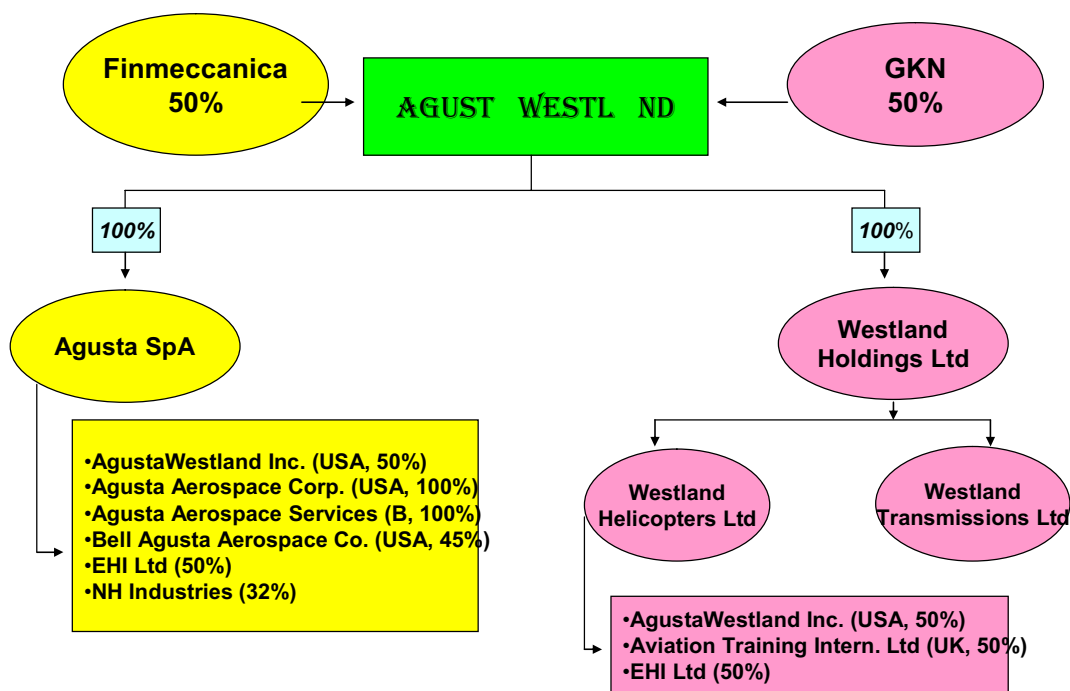 Finmeccanica
50%
AGUST WESTL ND
GKN
50%
100%
100%
Agusta SpA
Westland
Holdings Ltd
•AgustaWestland Inc. (USA, 50%)
•Agusta Aerospace Corp. (USA, 100%)
•Agusta Aerospace Services (B, 100%)
•Bell Agusta Aerospace Co. (USA, 45%)
•EHI Ltd (50%)
•NH Industries (32%)
Westland
Helicopters Ltd
Westland
Transmissions Ltd
•AgustaWestland Inc. (USA, 50%)
•Aviation Training Intern. Ltd (UK, 50%)
•EHI Ltd (50%)